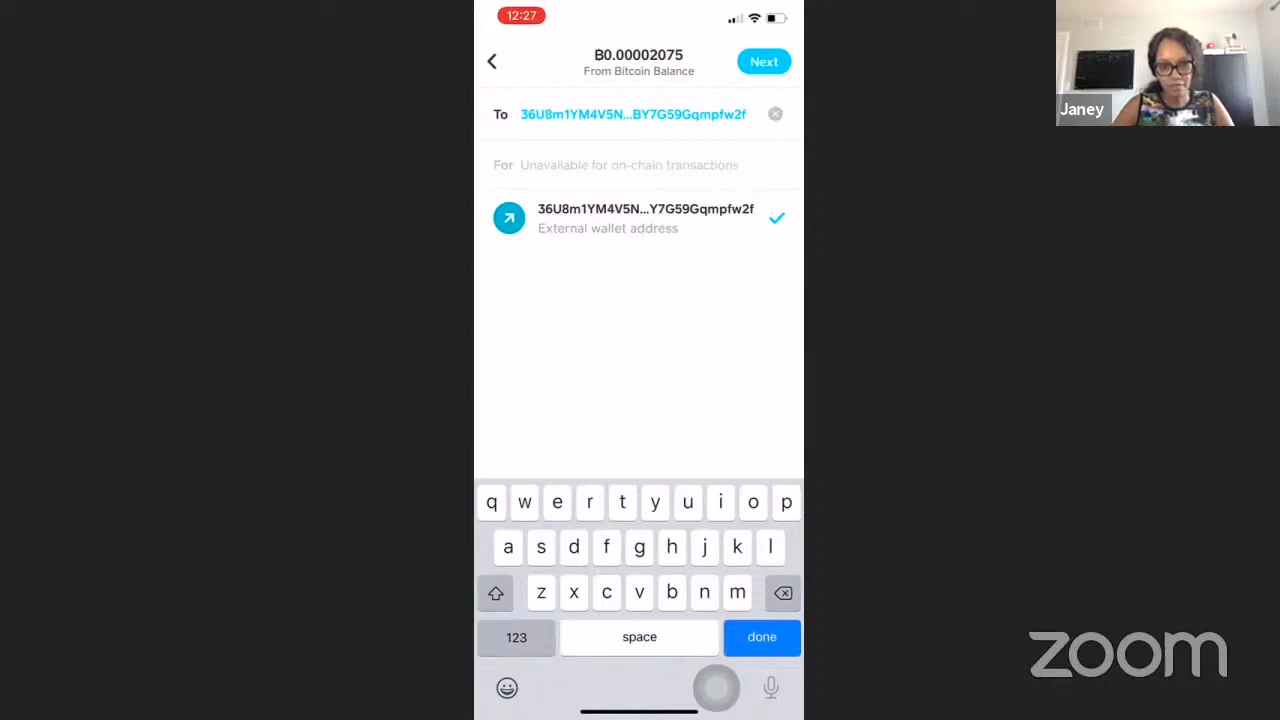 12:27
₿0.00002075
From Bitcoin Balance
Next
To 36U8m1YM4V5N...BY7G59Gqmpfw2f
For Unavailable for on-chain transactions
36U8m1YM4V5N...Y7G59Gqmpfw2f
External wallet address
q w e r t y u i o p
a s d f g h j k l
z x c v b n m
123 space done
Janey
zoom